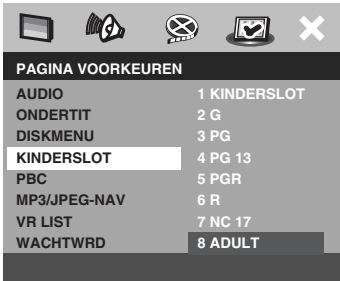 PAGINA VOORKEUREN
AUDIO 1 KINDERSLOT
ONDERTIT 2 G
DISKMENU 3 PG
KINDERSLOT 4 PG 13
PBC 5 PGR
MP3/JPEG-NAV 6 R
VR LIST 7 NC 17
WACHTWRD 8 ADULT